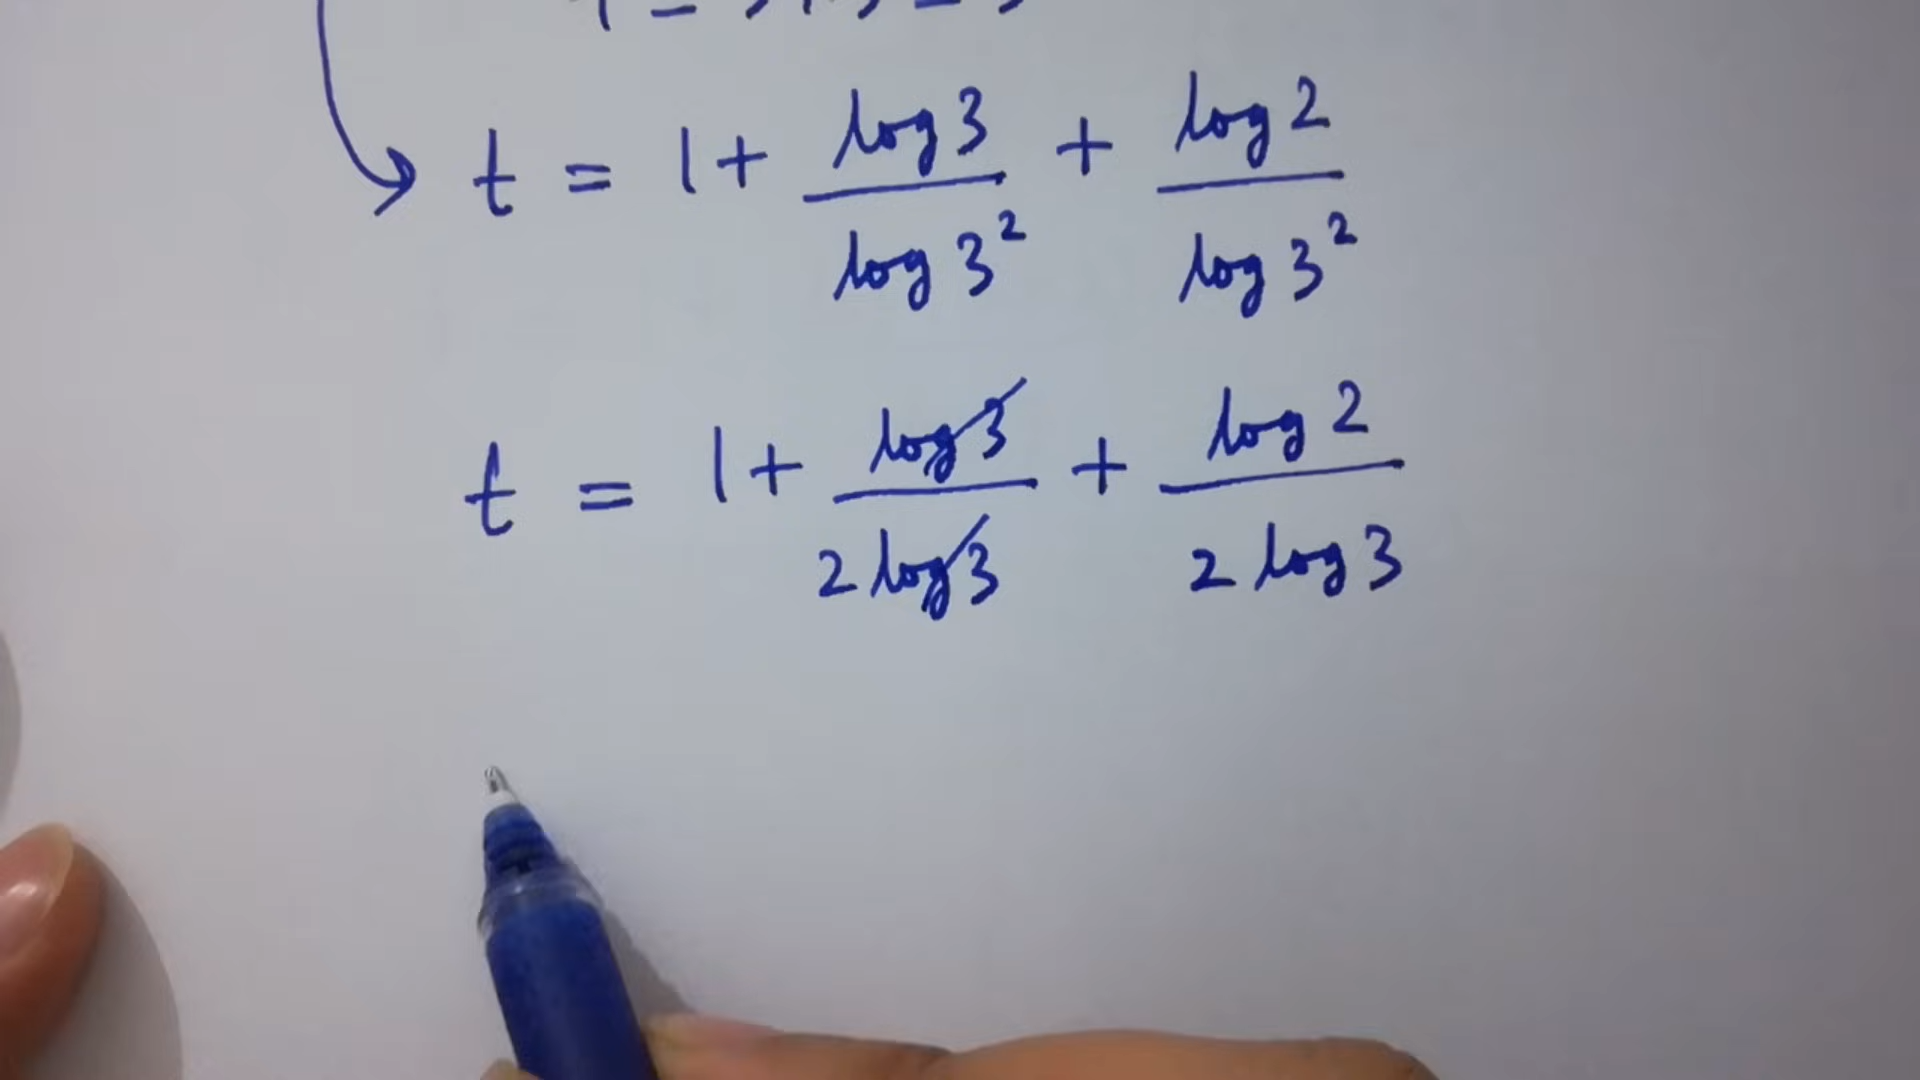 t = 1 + log 3 / log 3² + log 2 / log 3²
t = 1 + log 3 / 2 log 3 + log 2 / 2 log 3